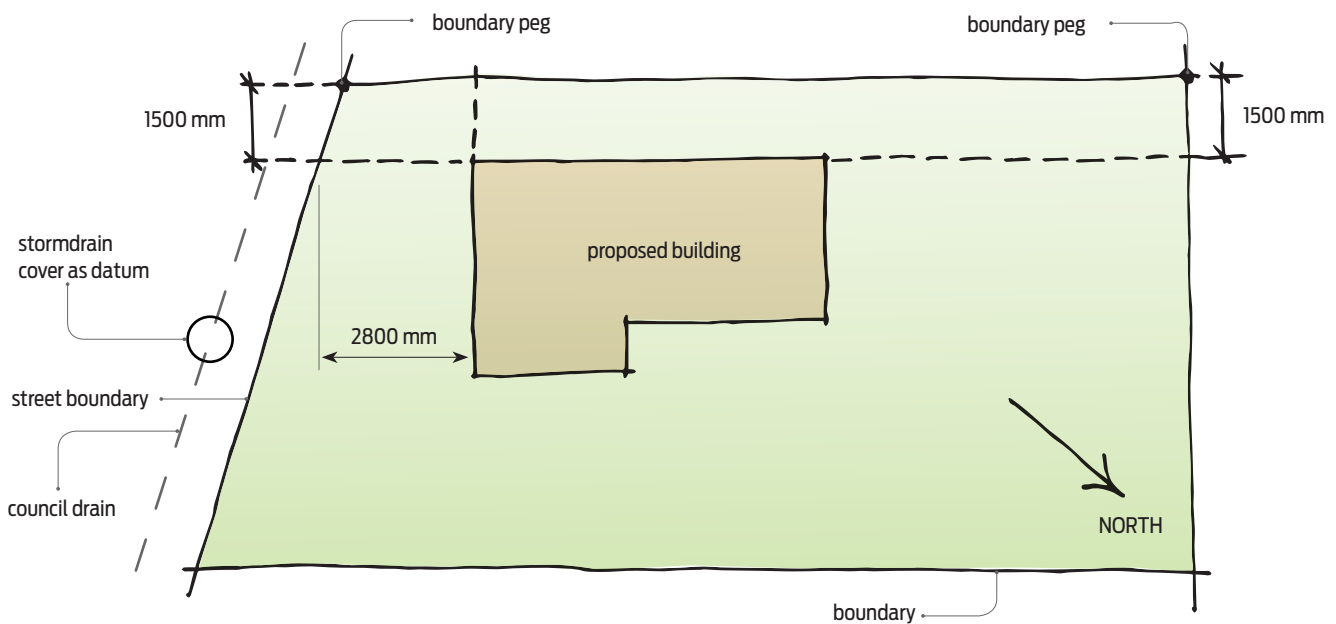 boundary peg
boundary peg
1500 mm
1500 mm
proposed building
stormdrain
cover as datum
2800 mm
street boundary
council drain
NORTH
boundary